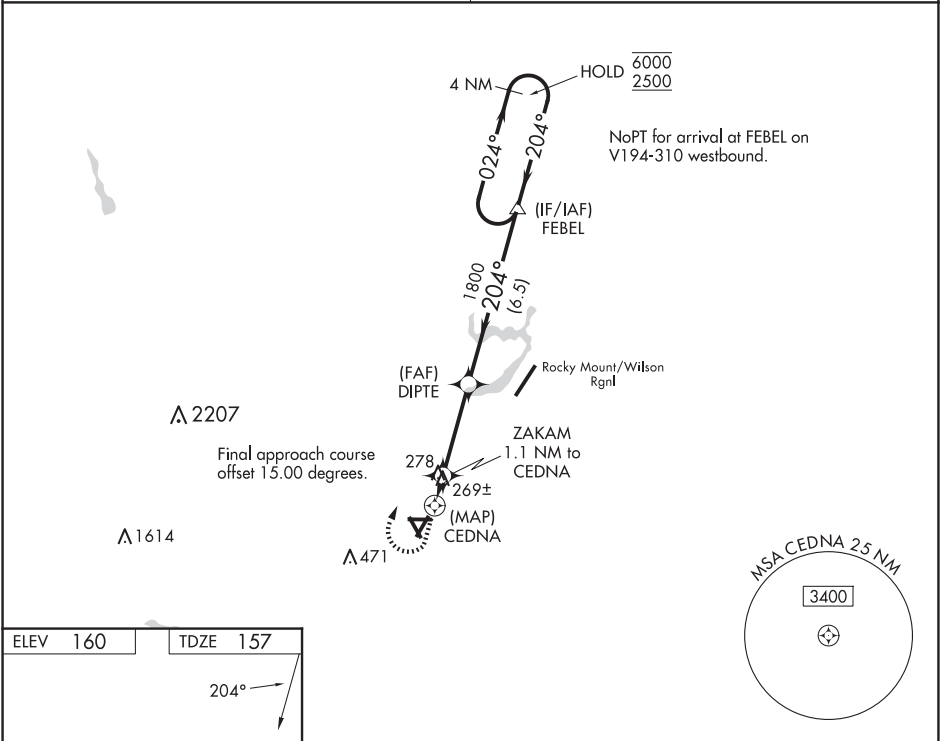 HOLD
6000
2500
4 NM
024°
204°
NoPT for arrival at FEBEL on
V194-310 westbound.
(IF/IAF)
FEBEL
1800
204°
(6.5)
(FAF)
DIPTE
Rocky Mount/Wilson
Rgnl
2207
Final approach course
offset 15.00 degrees.
ZAKAM
1.1 NM to
CEDNA
278
269±
(MAP)
CEDNA
1614
471
MSA CEDNA 25 NM
3400
ELEV 160
TDZE 157
204°